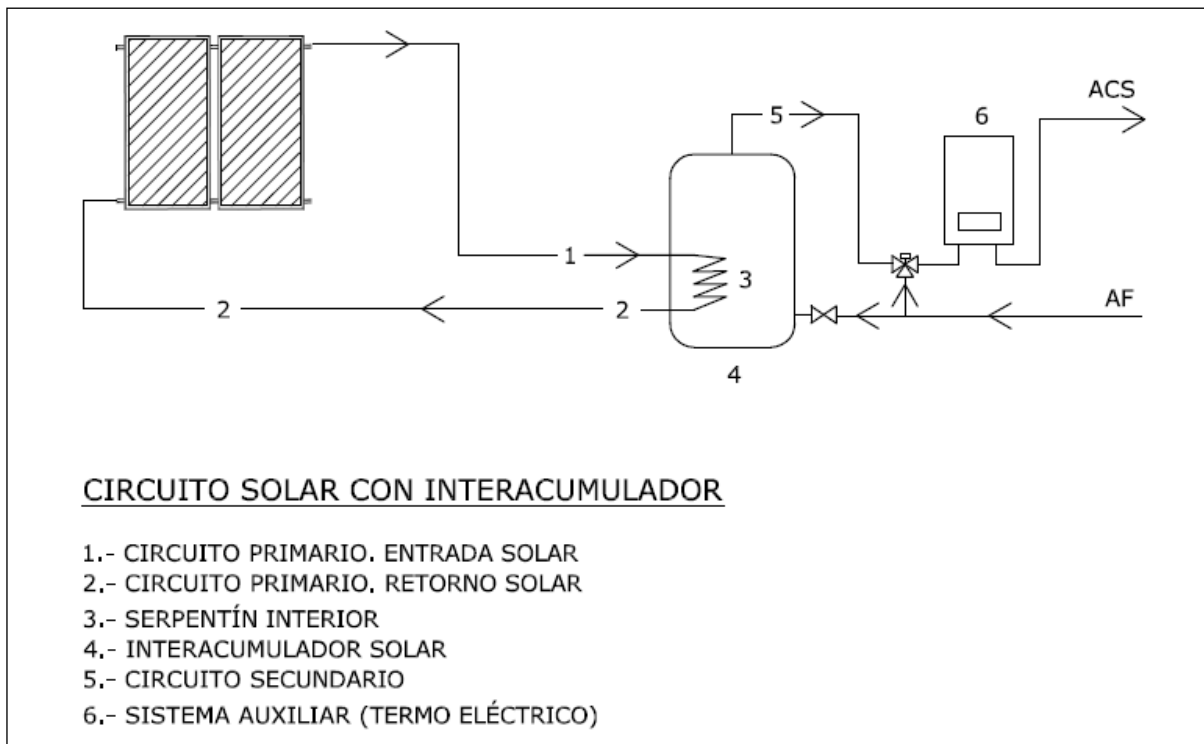 ACS
5
6
1
3
2
2
AF
4
CIRCUITO SOLAR CON INTERACUMULADOR
1.- CIRCUITO PRIMARIO. ENTRADA SOLAR
2.- CIRCUITO PRIMARIO. RETORNO SOLAR
3.- SERPENTÍN INTERIOR
4.- INTERACUMULADOR SOLAR
5.- CIRCUITO SECUNDARIO
6.- SISTEMA AUXILIAR (TERMO ELÉCTRICO)